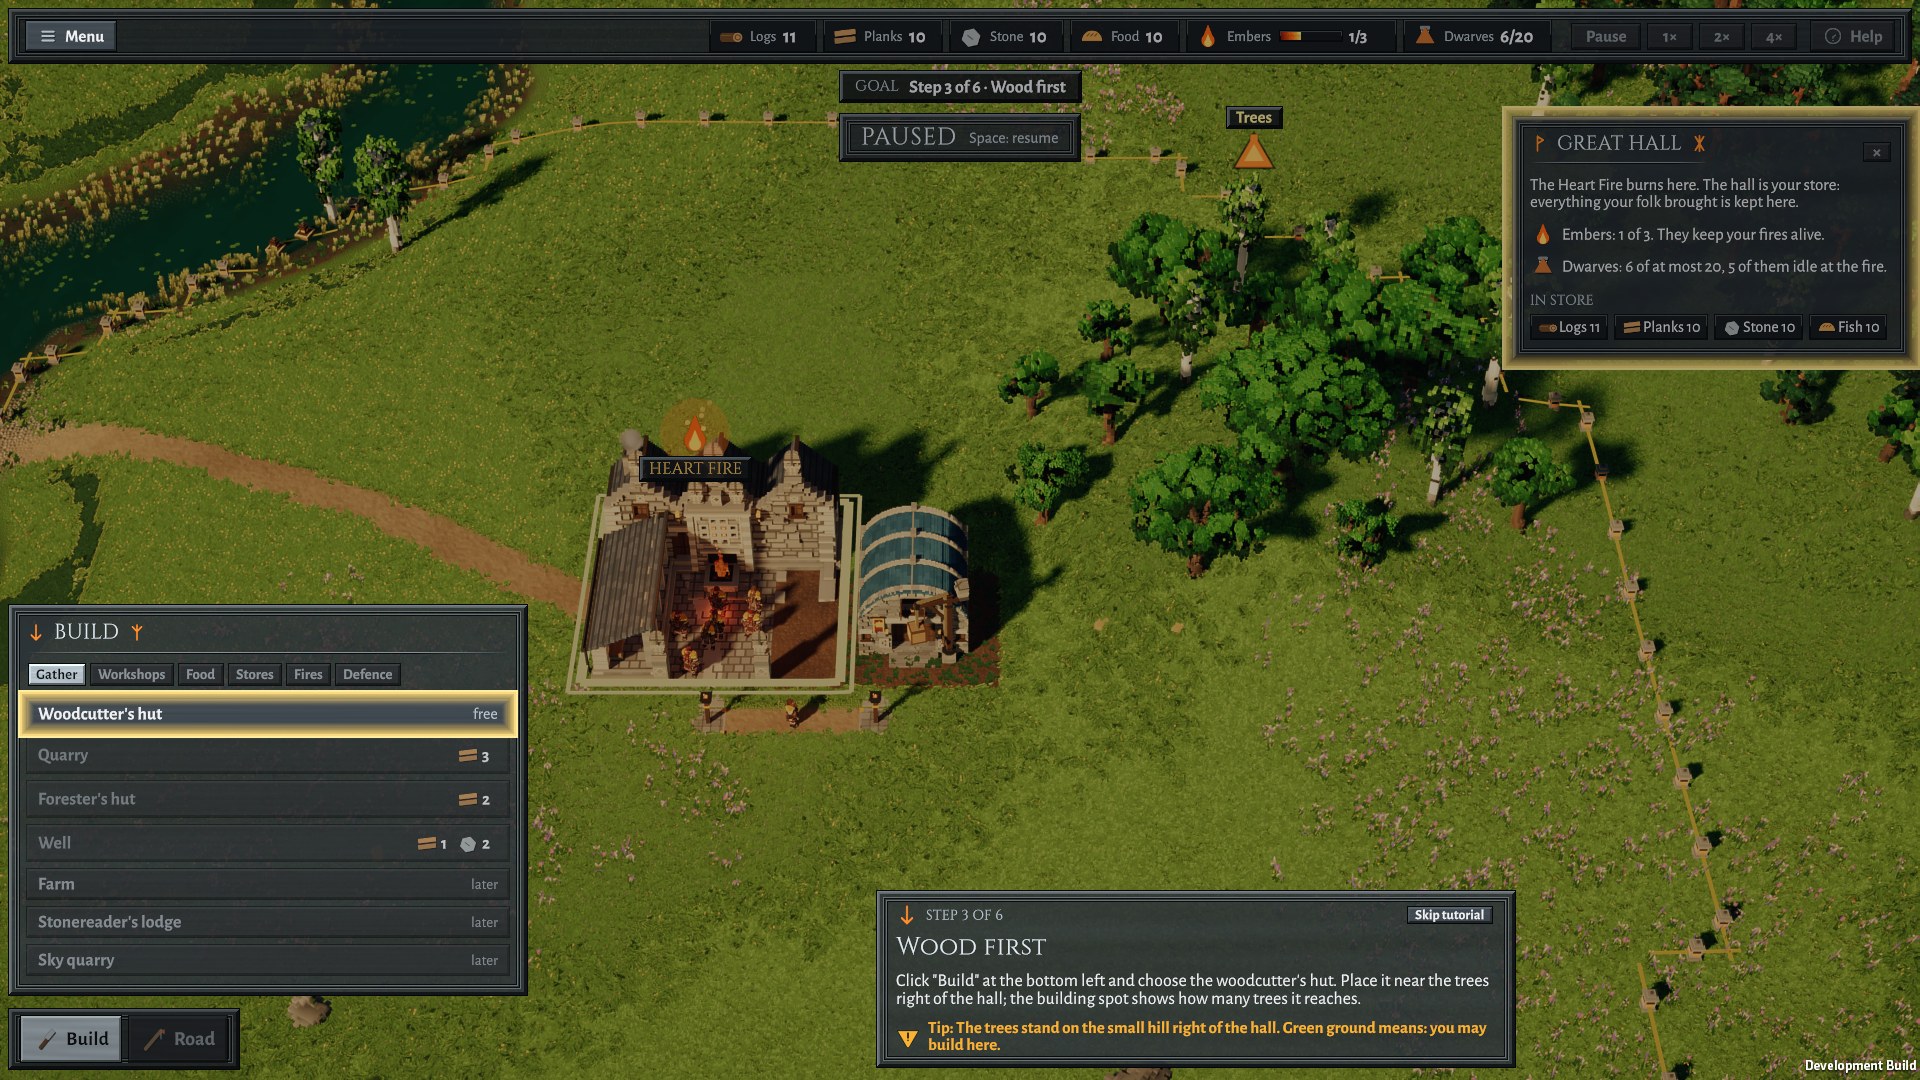 Menu
Logs 11
Planks 10
Stone 10
Food 10
Embers 1/3
Dwarves 6/20
Pause
1×
2×
4×
Help
GOAL Step 3 of 6 · Wood first
PAUSED Space: resume
Trees
GREAT HALL
×
The Heart Fire burns here. The hall is your store:
everything your folk brought is kept here.
Embers: 1 of 3. They keep your fires alive.
Dwarves: 6 of at most 20, 5 of them idle at the fire.
IN STORE
Logs 11
Planks 10
Stone 10
Fish 10
HEART FIRE
BUILD
Gather
Workshops
Food
Stores
Fires
Defence
Woodcutter's hut free
Quarry 3
Forester's hut 2
Well 1 2
Farm later
Stonereader's lodge later
Sky quarry later
Build
Road
STEP 3 OF 6
Skip tutorial
WOOD FIRST
Click "Build" at the bottom left and choose the woodcutter's hut. Place it near the trees
right of the hall; the building spot shows how many trees it reaches.
Tip: The trees stand on the small hill right of the hall. Green ground means: you may
build here.
Development Build